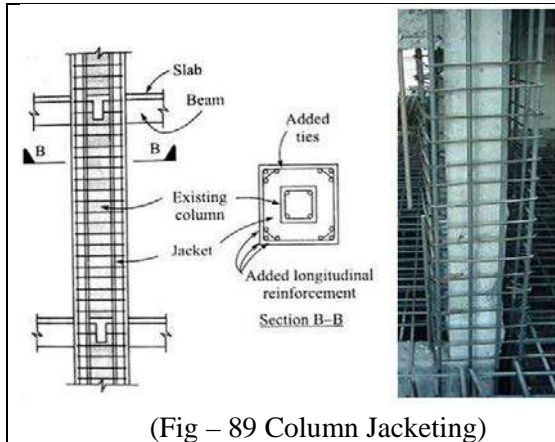 Slab
Beam
B
B
Existing
column
Jacket
Added
ties
Added longitudinal
reinforcement
Section B–B
(Fig – 89 Column Jacketing)